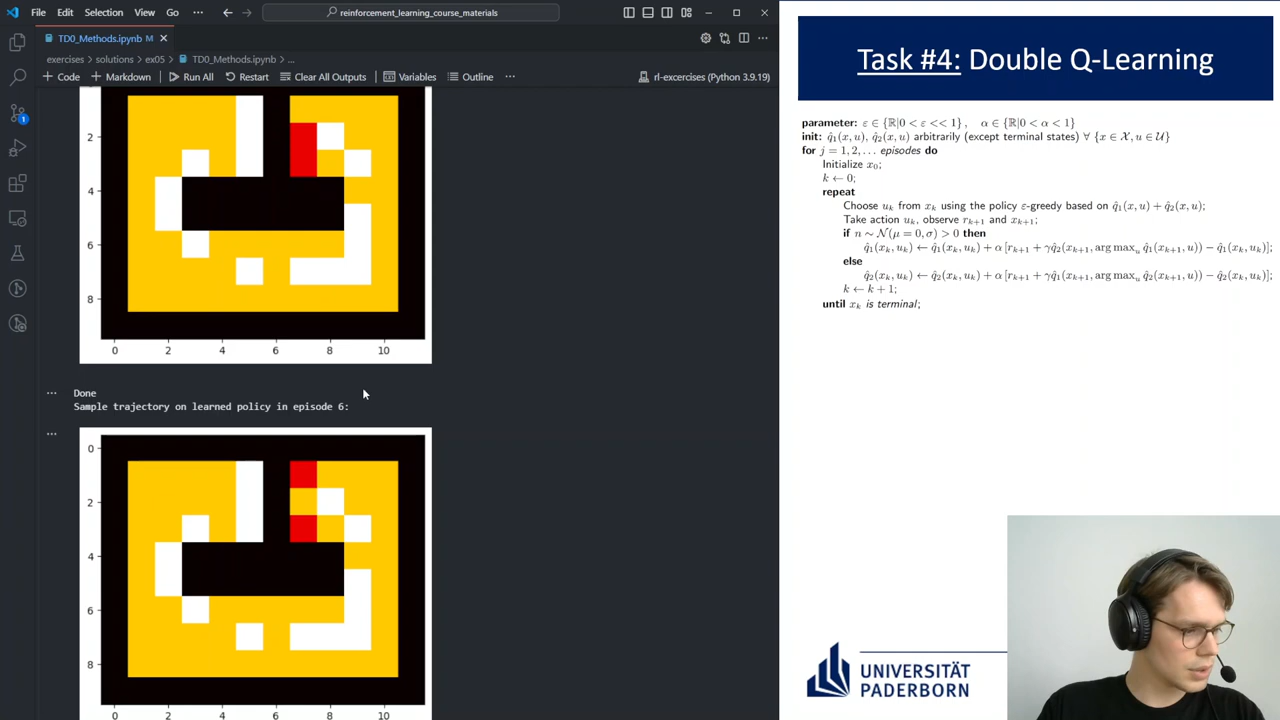 File Edit Selection View Go ··· reinforcement_learning_course_materials
TD0_Methods.ipynb M
exercises > solutions > ex05 > TD0_Methods.ipynb > ...
+ Code + Markdown Run All Restart Clear All Outputs Variables Outline ··· rl-excercises (Python 3.9.19)
2
4
6
8
0 2 4 6 8 10
Done
Sample trajectory on learned policy in episode 6:
0
2
4
6
8
0 2 4 6 8 10
1
Task #4: Double Q-Learning
parameter: ε ∈ {ℝ|0 < ε << 1}, α ∈ {ℝ|0 < α < 1}
init: q̂₁(x, u), q̂₂(x, u) arbitrarily (except terminal states) ∀ {x ∈ 𝒳, u ∈ 𝒰}
for j = 1, 2, ... episodes do
Initialize x₀;
k ← 0;
repeat
Choose uₖ from xₖ using the policy ε-greedy based on q̂₁(x, u) + q̂₂(x, u);
Take action uₖ, observe rₖ₊₁ and xₖ₊₁;
if n ∼ 𝒩(μ = 0, σ) > 0 then
q̂₁(xₖ, uₖ) ← q̂₁(xₖ, uₖ) + α [rₖ₊₁ + γq̂₂(xₖ₊₁, arg maxᵤ q̂₁(xₖ₊₁, u)) − q̂₁(xₖ, uₖ)];
else
q̂₂(xₖ, uₖ) ← q̂₂(xₖ, uₖ) + α [rₖ₊₁ + γq̂₁(xₖ₊₁, arg maxᵤ q̂₂(xₖ₊₁, u)) − q̂₂(xₖ, uₖ)];
k ← k + 1;
until xₖ is terminal;
UNIVERSITÄT
PADERBORN